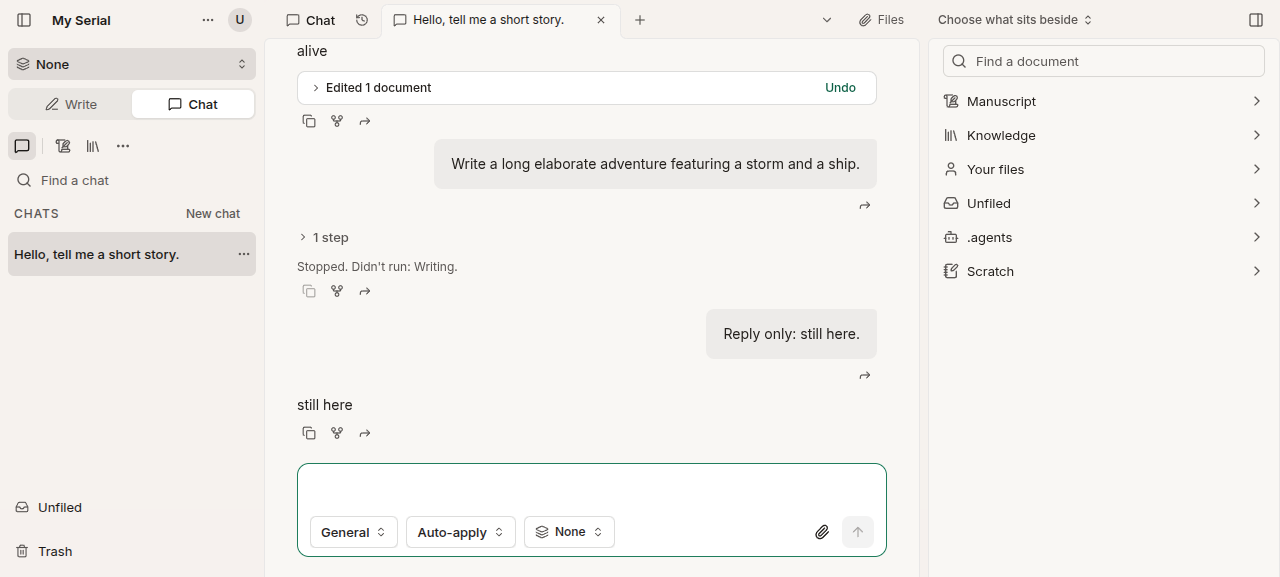 My Serial
U
None
Write
Chat
Find a chat
CHATS
New chat
Hello, tell me a short story.
Unfiled
Trash
Chat
Hello, tell me a short story.
Files
alive
Edited 1 document
Undo
Write a long elaborate adventure featuring a storm and a ship.
1 step
Stopped. Didn't run: Writing.
Reply only: still here.
still here
General
Auto-apply
None
Choose what sits beside
Find a document
Manuscript
Knowledge
Your files
Unfiled
.agents
Scratch